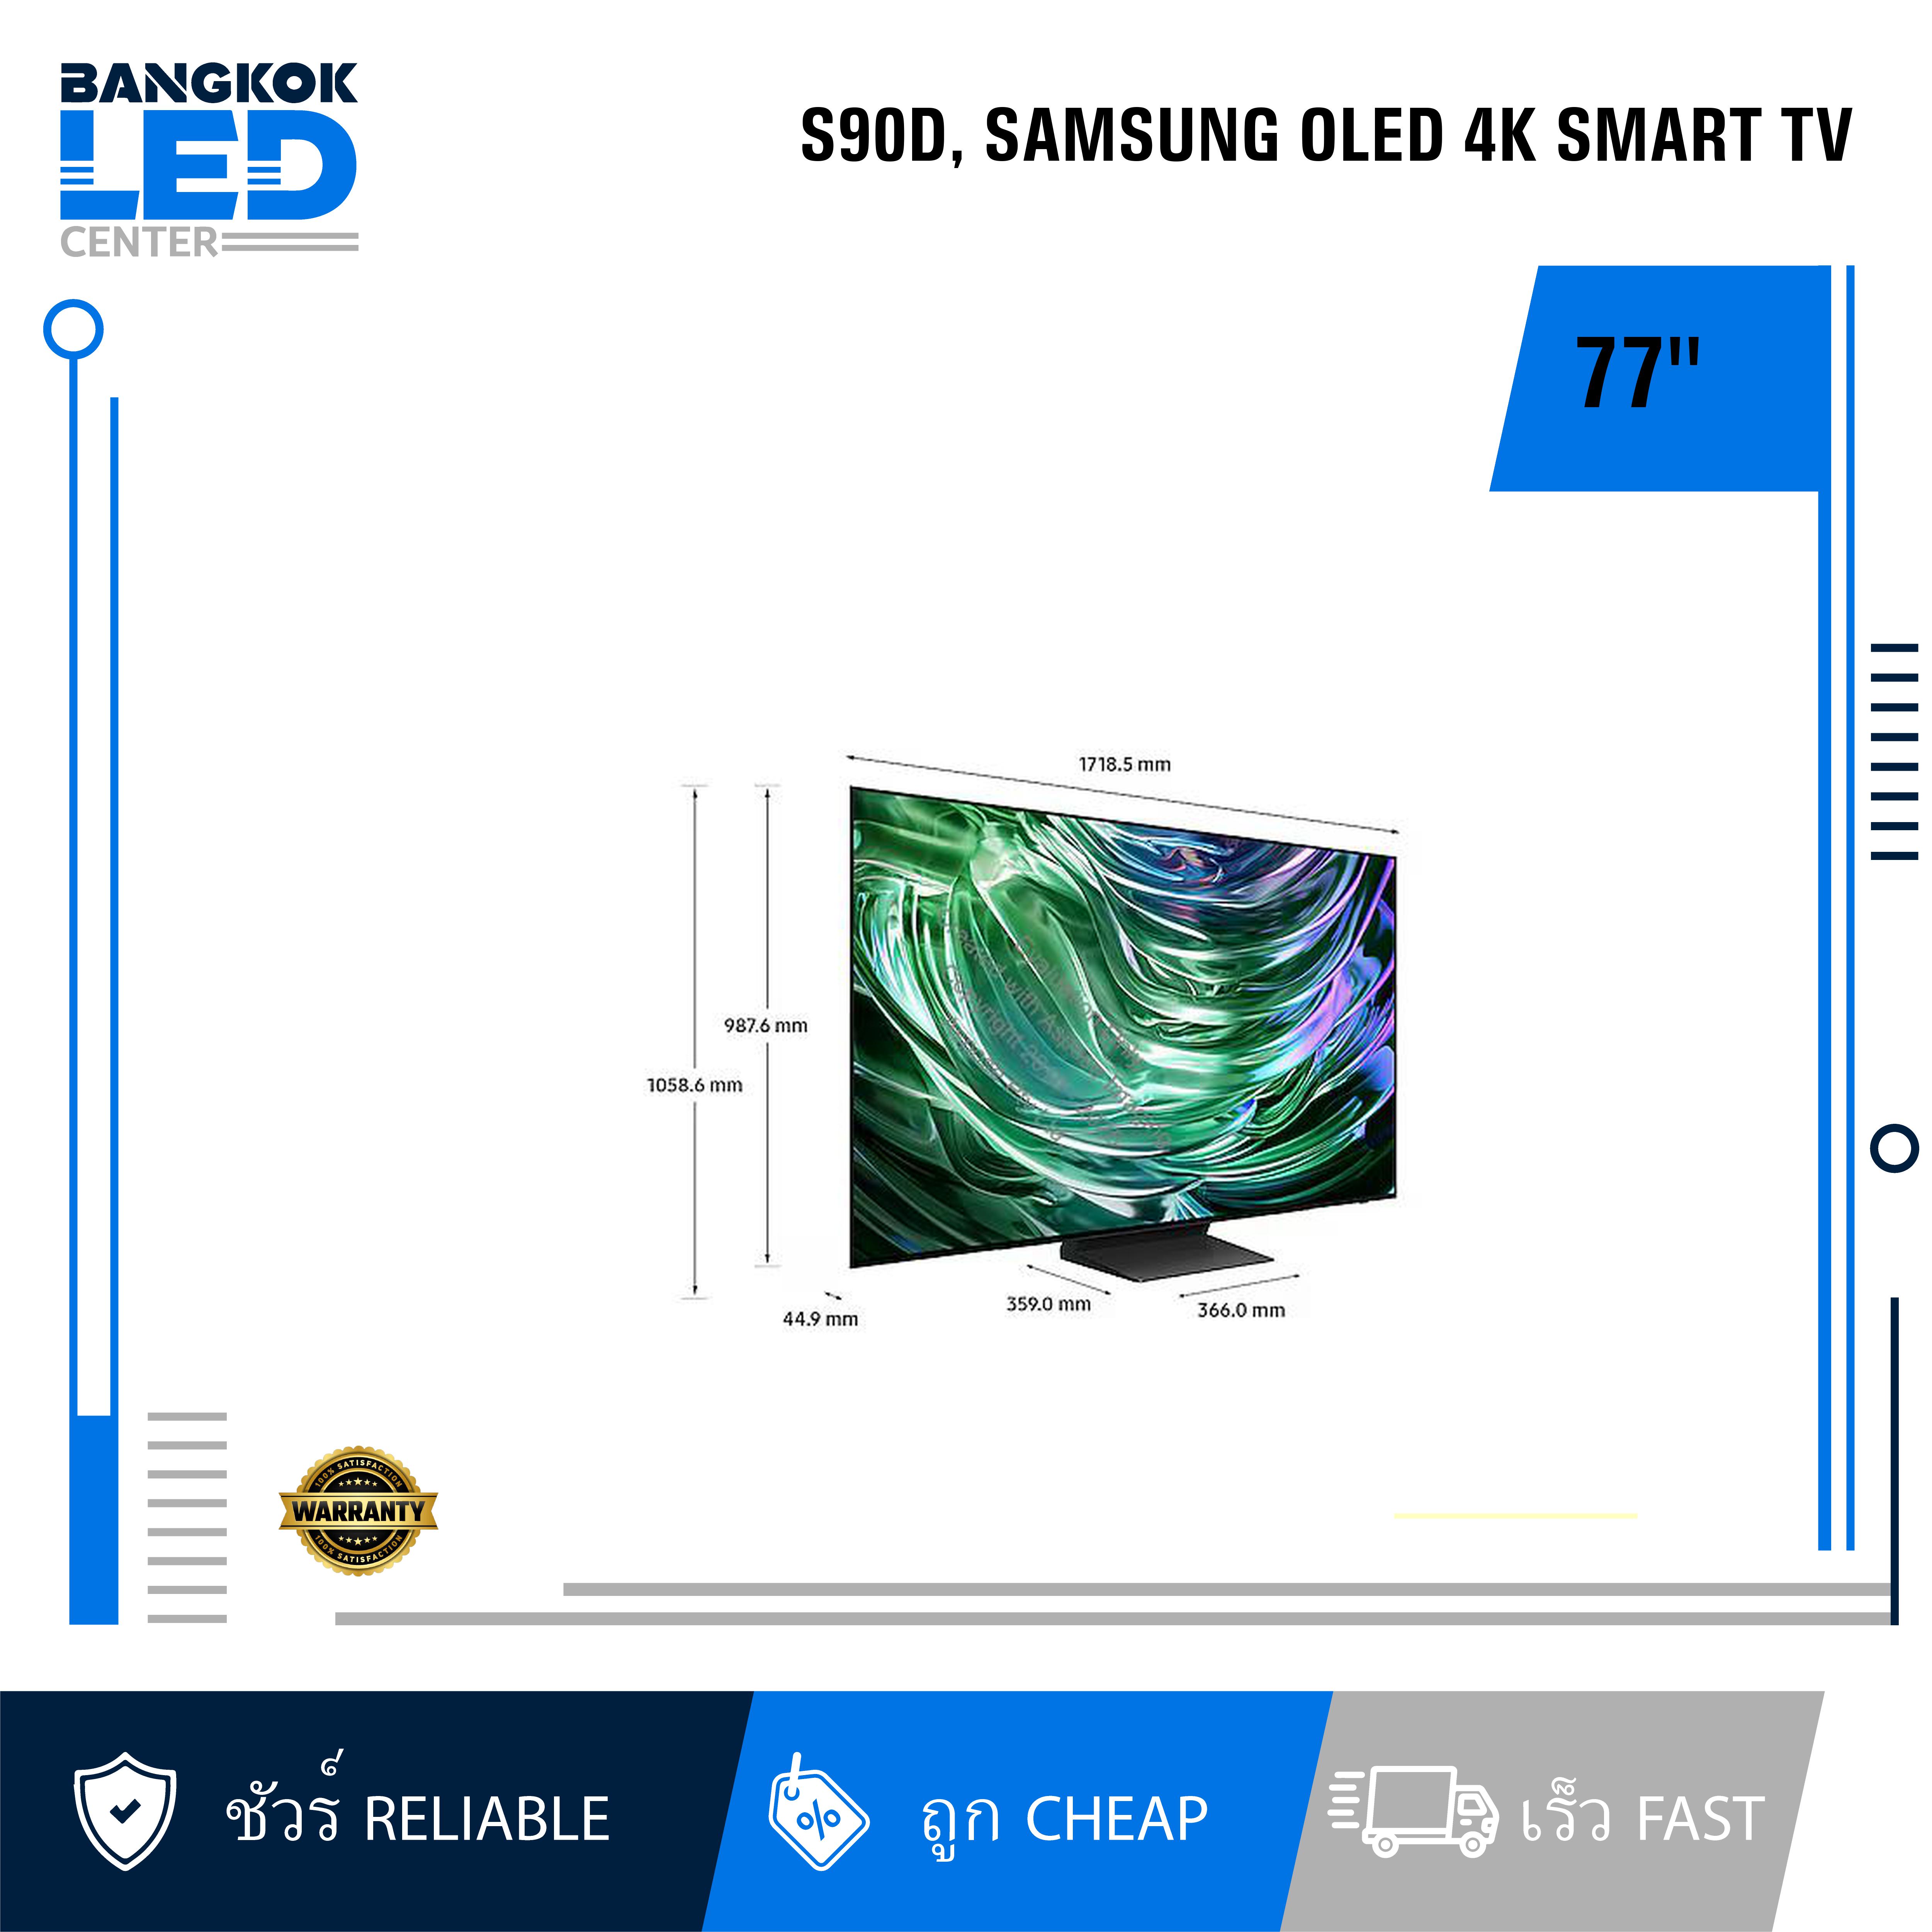 BANGKOK
LED
CENTER
S90D, SAMSUNG OLED 4K SMART TV
77"
1718.5 mm
987.6 mm
1058.6 mm
44.9 mm
359.0 mm
366.0 mm
100% SATISFACTION
WARRANTY
100% SATISFACTION
ชัวร์ RELIABLE
% ถูก CHEAP
เร็ว FAST